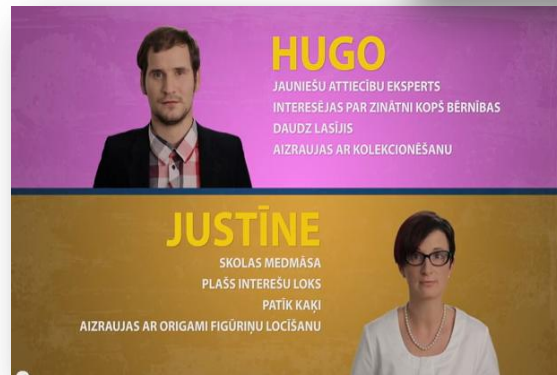 HUGO
JAUNIEŠU ATTIECĪBU EKSPERTS
INTERESĒJAS PAR ZINĀTNI KOPŠ BĒRNĪBAS
DAUDZ LASĪJIS
AIZRAUJAS AR KOLEKCIONĒŠANU
JUSTĪNE
SKOLAS MEDMĀSA
PLAŠS INTEREŠU LOKS
PATĪK KAĶI
AIZRAUJAS AR ORIGAMI FIGŪRIŅU LOCĪŠANU